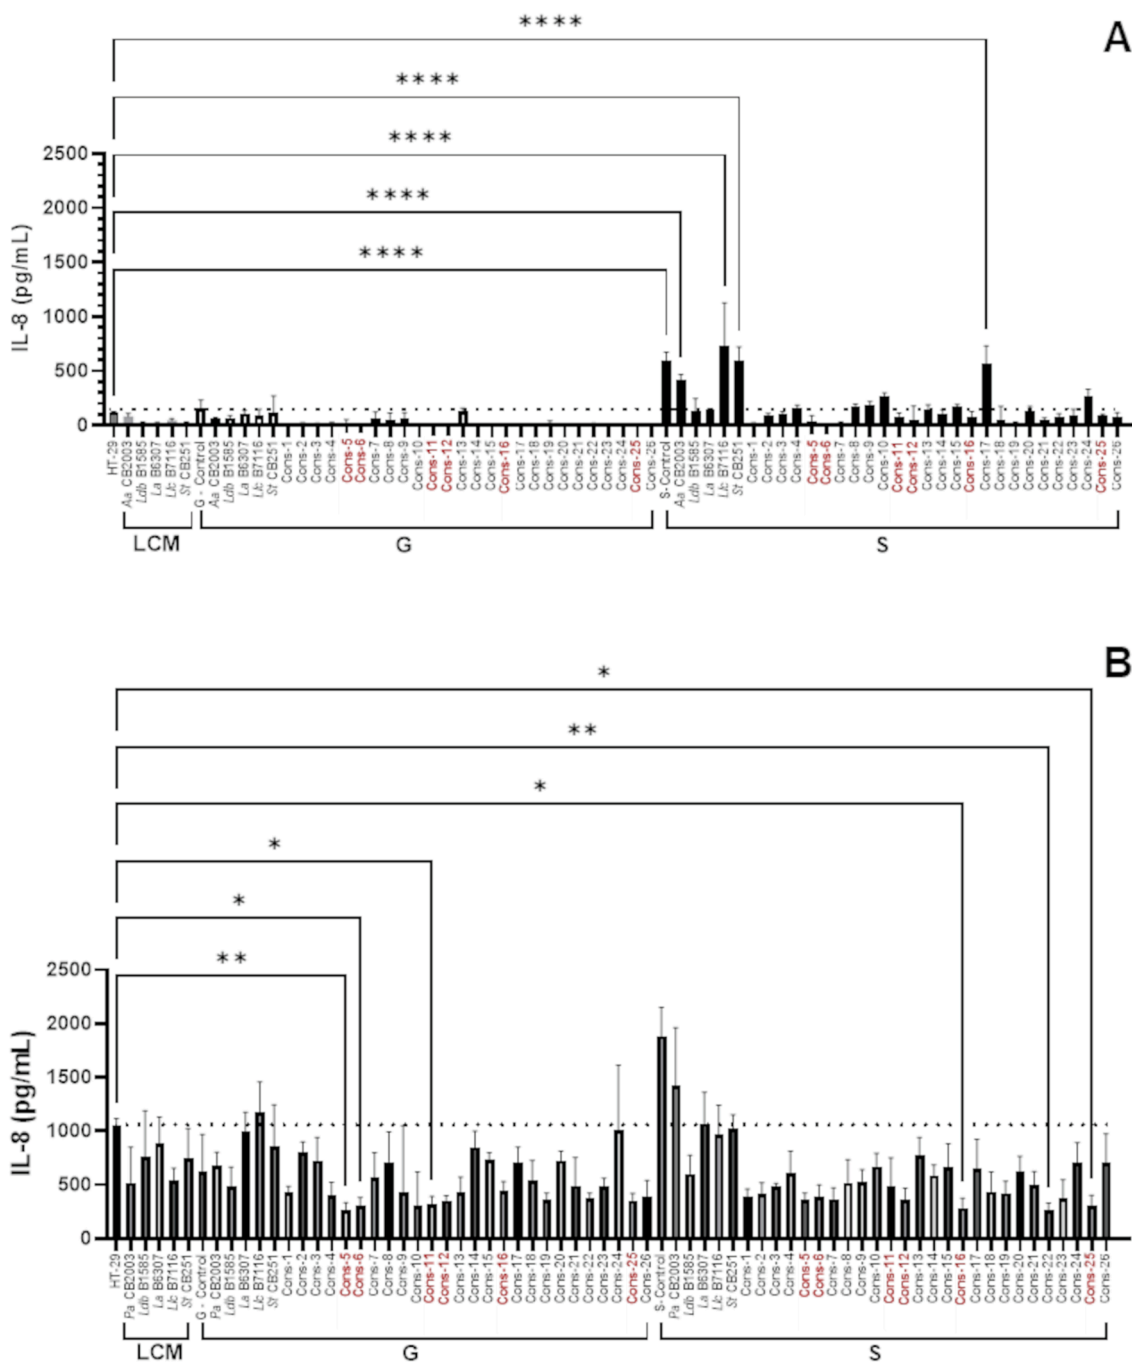 A
****
****
****
****
****
IL-8 (pg/mL)
2500
2000
1500
1000
500
0
HT-29
Aa CB2003
Ldb B1585
La B6307
Llc B7116
St CB251
G - Control
Aa CB2003
Ldb B1585
La B6307
Llc B7116
St CB251
Cons-1
Cons-2
Cons-3
Cons-4
Cons-5
Cons-6
Cons-7
Cons-8
Cons-9
Cons-10
Cons-11
Cons-12
Cons-13
Cons-14
Cons-15
Cons-16
Cons-17
Cons-18
Cons-19
Cons-20
Cons-21
Cons-22
Cons-23
Cons-24
Cons-25
Cons-26
S-Control
Aa CB2003
Ldb B1585
La B6307
Llc B7116
St CB251
Cons-1
Cons-2
Cons-3
Cons-4
Cons-5
Cons-6
Cons-7
Cons-8
Cons-9
Cons-10
Cons-11
Cons-12
Cons-13
Cons-14
Cons-15
Cons-16
Cons-17
Cons-18
Cons-19
Cons-20
Cons-21
Cons-22
Cons-23
Cons-24
Cons-25
Cons-26
LCM
G
S
B
*
**
*
*
*
**
IL-8 (pg/mL)
2500
2000
1500
1000
500
0
HT-29
Pa CB2003
Ldb B1585
La B6307
Llc B7116
St CB251
G - Control
Pa CB2003
Ldb B1585
La B6307
Llc B7116
St CB251
Cons-1
Cons-2
Cons-3
Cons-4
Cons-5
Cons-6
Cons-7
Cons-8
Cons-9
Cons-10
Cons-11
Cons-12
Cons-13
Cons-14
Cons-15
Cons-16
Cons-17
Cons-18
Cons-19
Cons-20
Cons-21
Cons-22
Cons-23
Cons-24
Cons-25
Cons-26
S-Control
Pa CB2003
Ldb B1585
La B6307
Llc B7116
St CB251
Cons-1
Cons-2
Cons-3
Cons-4
Cons-5
Cons-6
Cons-7
Cons-8
Cons-9
Cons-10
Cons-11
Cons-12
Cons-13
Cons-14
Cons-15
Cons-16
Cons-17
Cons-18
Cons-19
Cons-20
Cons-21
Cons-22
Cons-23
Cons-24
Cons-25
Cons-26
LCM
G
S